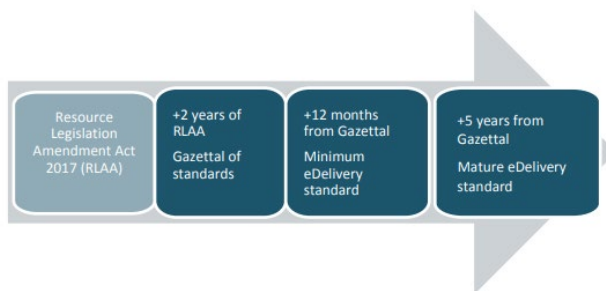 Resource
Legislation
Amendment Act
2017 (RLAA)
+2 years of
RLAA
Gazettal of
standards
+12 months
from Gazettal
Minimum
eDelivery
standard
+5 years from
Gazettal
Mature eDelivery
standard